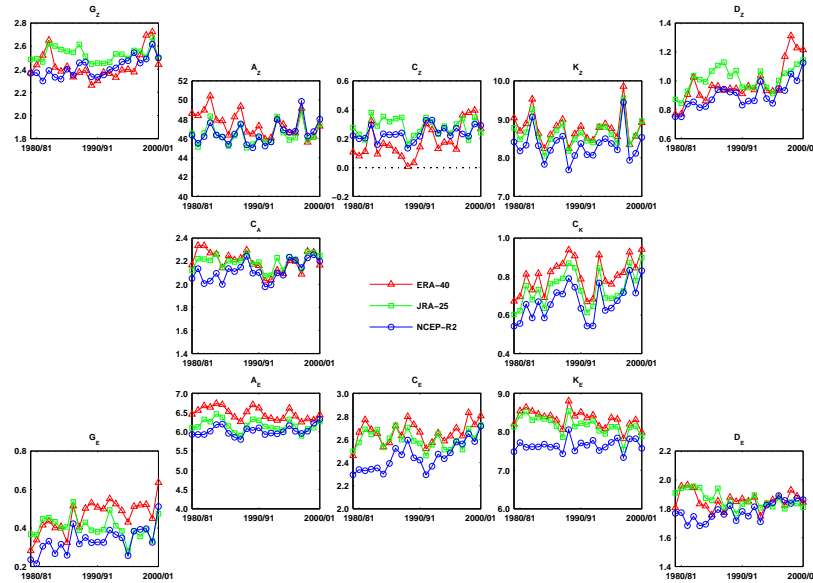 G_Z
2.8
2.6
2.4
2.2
2.0
1.8
1980/81 1990/91 2000/01
A_Z
52
50
48
46
44
42
40
1980/81 1990/91 2000/01
C_Z
0.6
0.4
0.2
0.0
−0.2
1980/81 1990/91 2000/01
K_Z
10.0
9.0
8.0
7.0
1980/81 1990/91 2000/01
D_Z
1.4
1.2
1.0
0.8
0.6
1980/81 1990/91 2000/01
C_A
2.4
2.2
2.0
1.8
1.6
1.4
1980/81 1990/91 2000/01
ERA−40
JRA−25
NCEP−R2
C_K
1.0
0.8
0.6
0.4
1980/81 1990/91 2000/01
G_E
0.8
0.6
0.4
0.2
1980/81 1990/91 2000/01
A_E
7.0
6.5
6.0
5.5
5.0
4.5
4.0
1980/81 1990/91 2000/01
C_E
3.0
2.8
2.6
2.4
2.2
2.0
1980/81 1990/91 2000/01
K_E
9.0
8.0
7.0
6.0
1980/81 1990/91 2000/01
D_E
2.2
2.0
1.8
1.6
1.4
1980/81 1990/91 2000/01